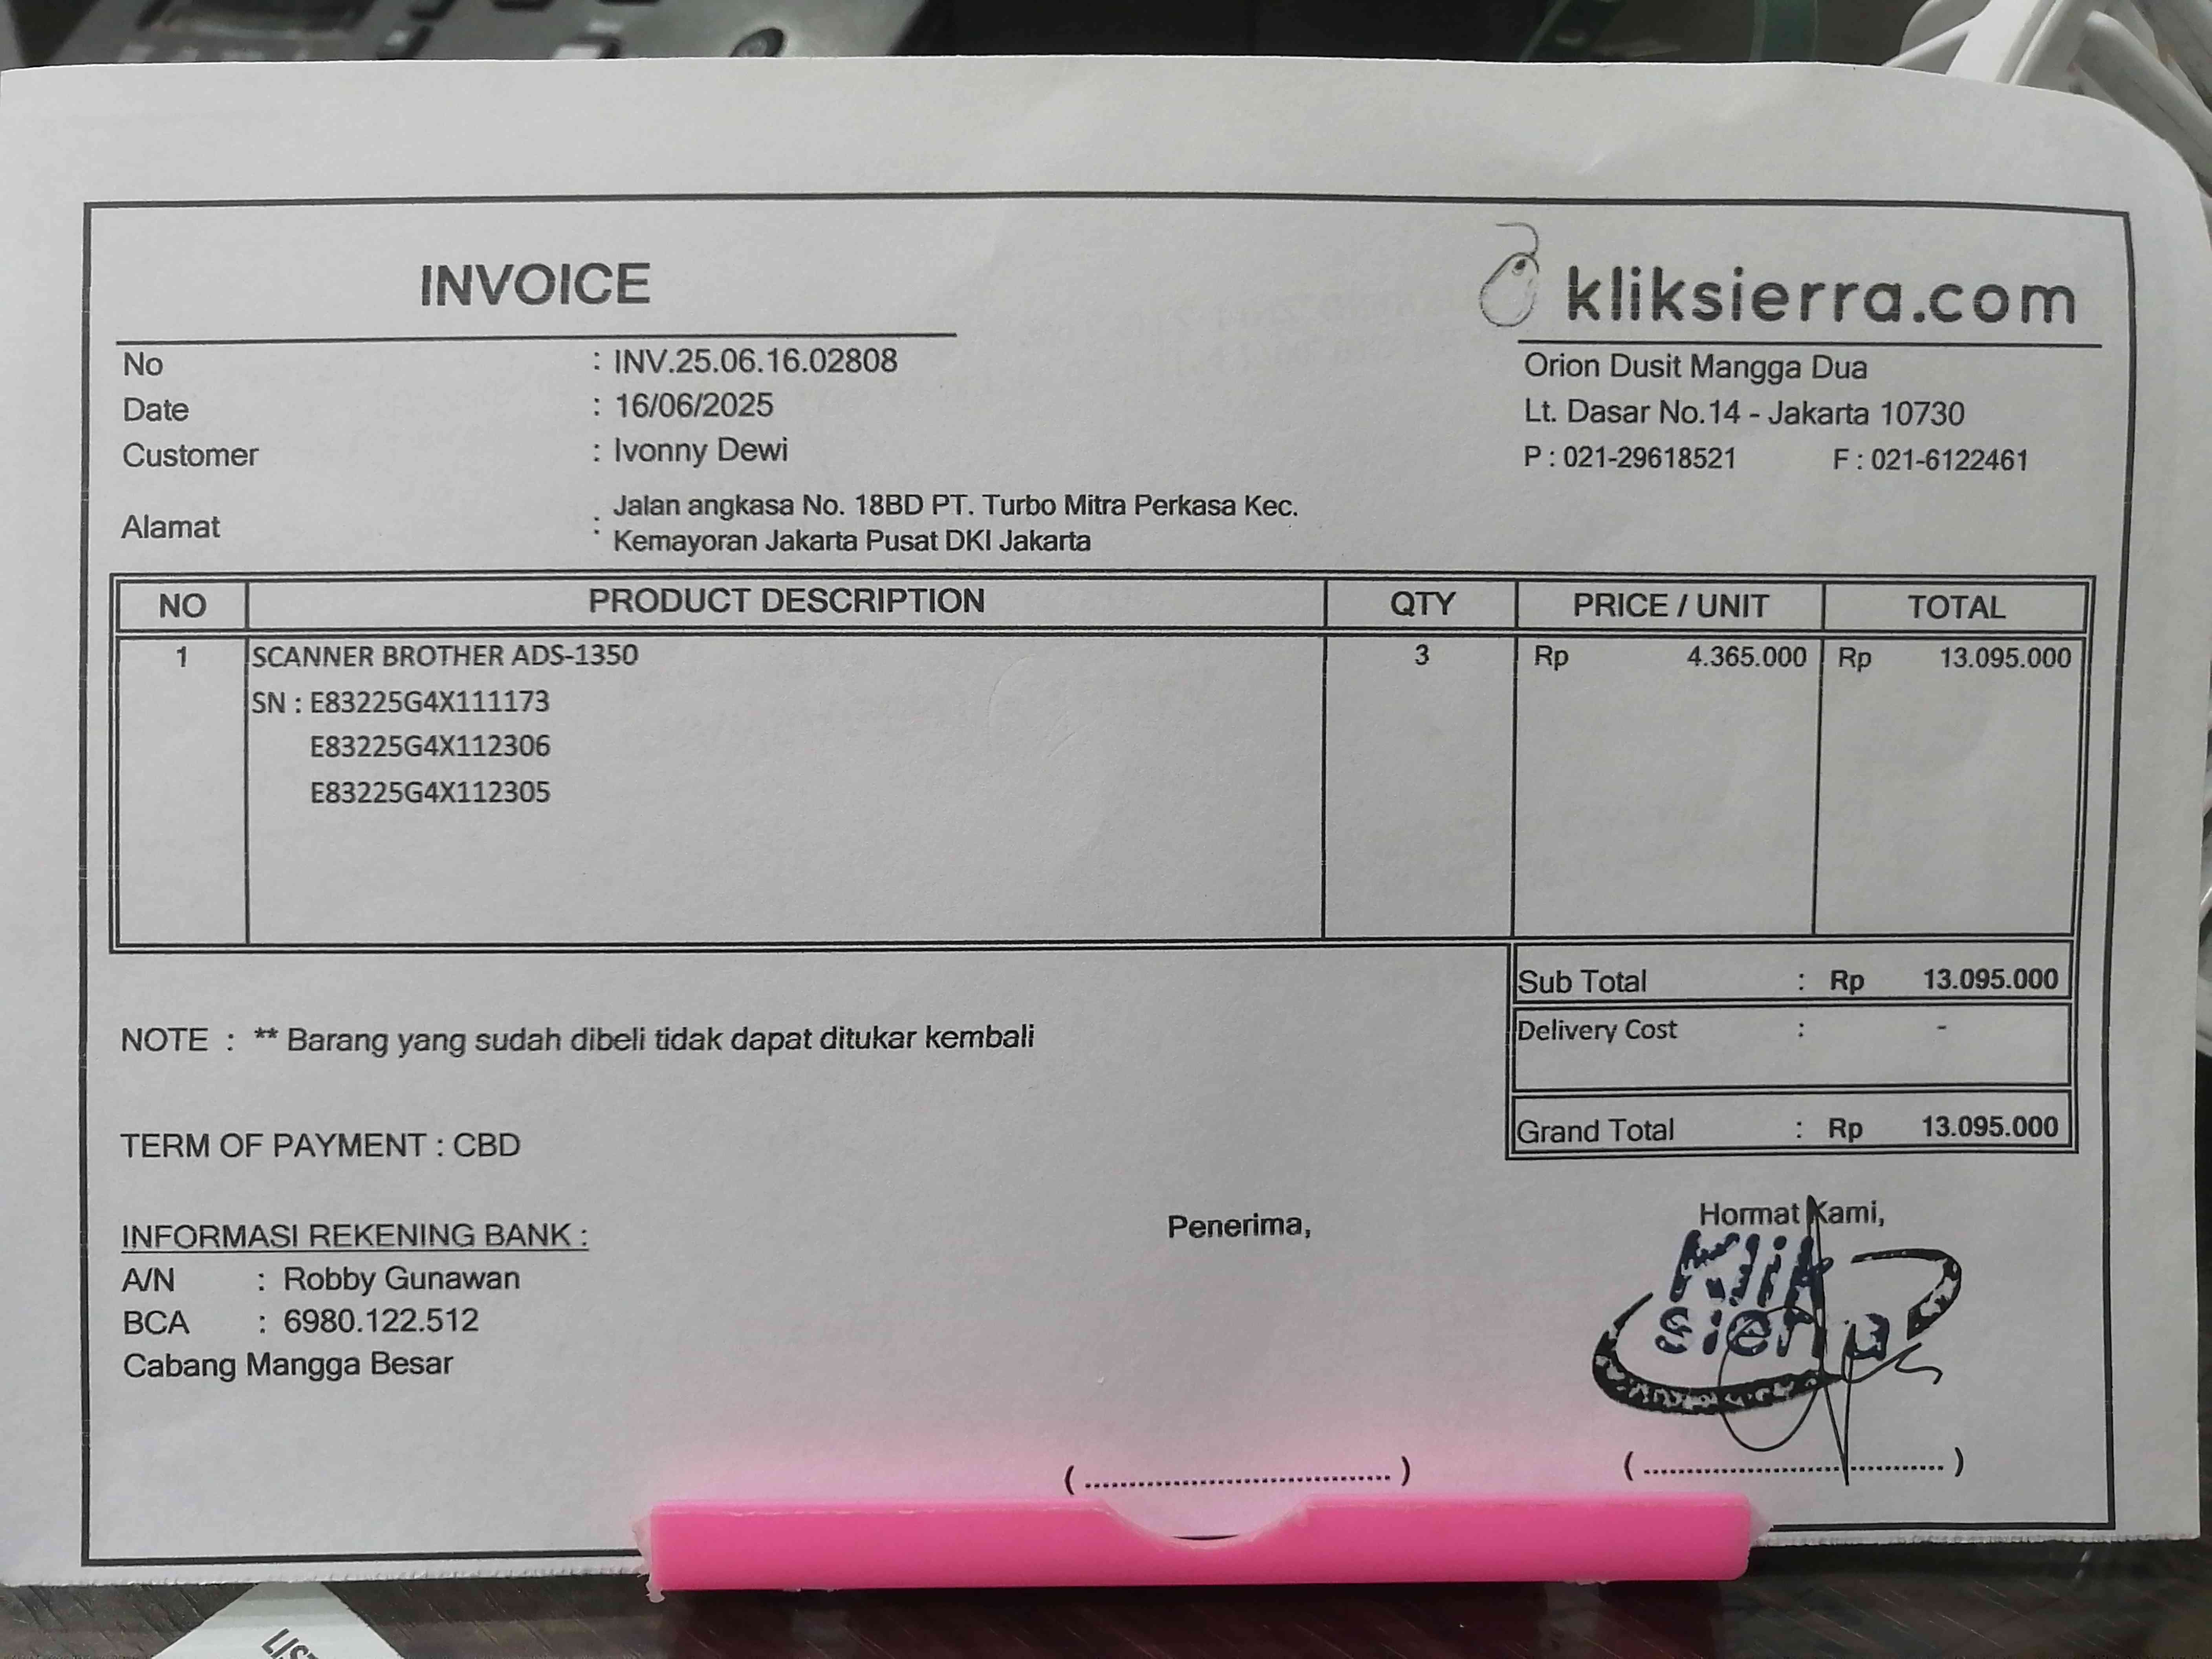 INVOICE
kliksierra.com
No : INV.25.06.16.02808
Date : 16/06/2025
Customer : Ivonny Dewi
Alamat : Jalan angkasa No. 18BD PT. Turbo Mitra Perkasa Kec.
Kemayoran Jakarta Pusat DKI Jakarta
Orion Dusit Mangga Dua
Lt. Dasar No.14 - Jakarta 10730
P : 021-29618521 F : 021-6122461
NO PRODUCT DESCRIPTION QTY PRICE / UNIT TOTAL
1 SCANNER BROTHER ADS-1350 3 Rp 4.365.000 Rp 13.095.000
SN : E83225G4X111173
E83225G4X112306
E83225G4X112305
Sub Total : Rp 13.095.000
Delivery Cost : -
Grand Total : Rp 13.095.000
NOTE : ** Barang yang sudah dibeli tidak dapat ditukar kembali
TERM OF PAYMENT : CBD
INFORMASI REKENING BANK :
A/N : Robby Gunawan
BCA : 6980.122.512
Cabang Mangga Besar
Penerima,
Hormat Kami,
Klik
sierra
(..................................)
(..................................)